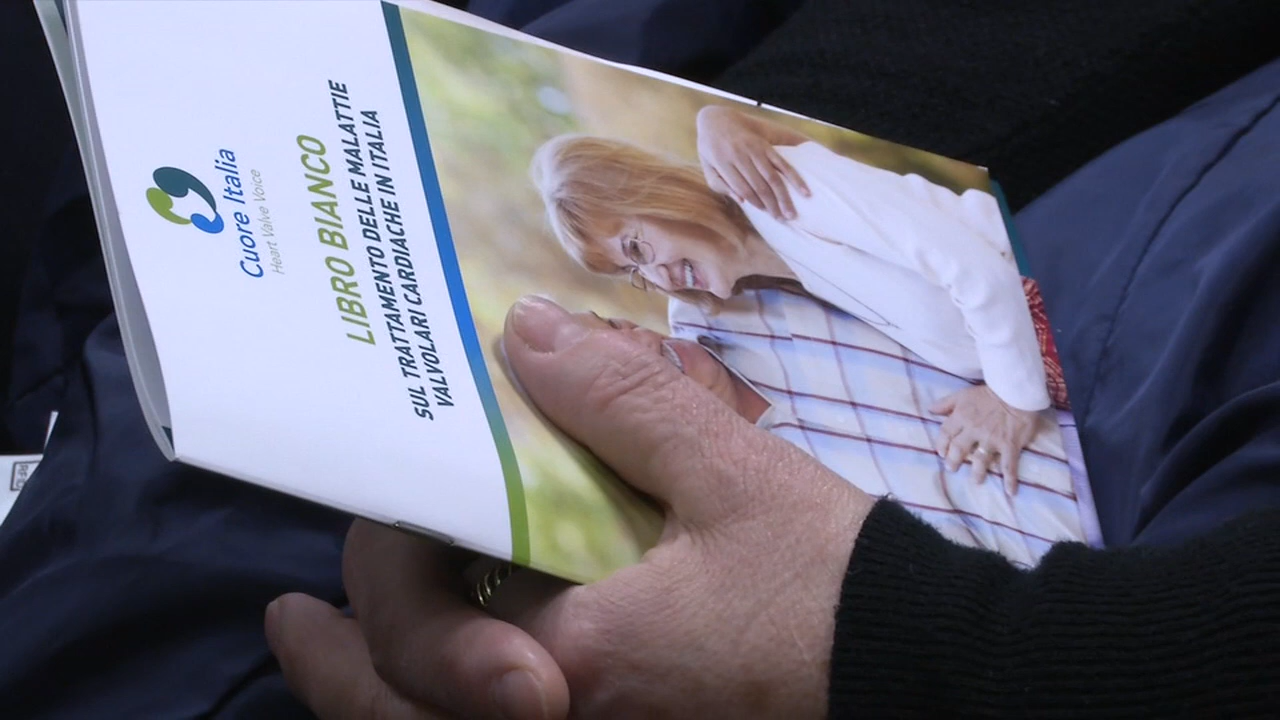 Cuore Italia
Heart Valve Voice
LIBRO BIANCO
SUL TRATTAMENTO DELLE MALATTIE
VALVOLARI CARDIACHE IN ITALIA